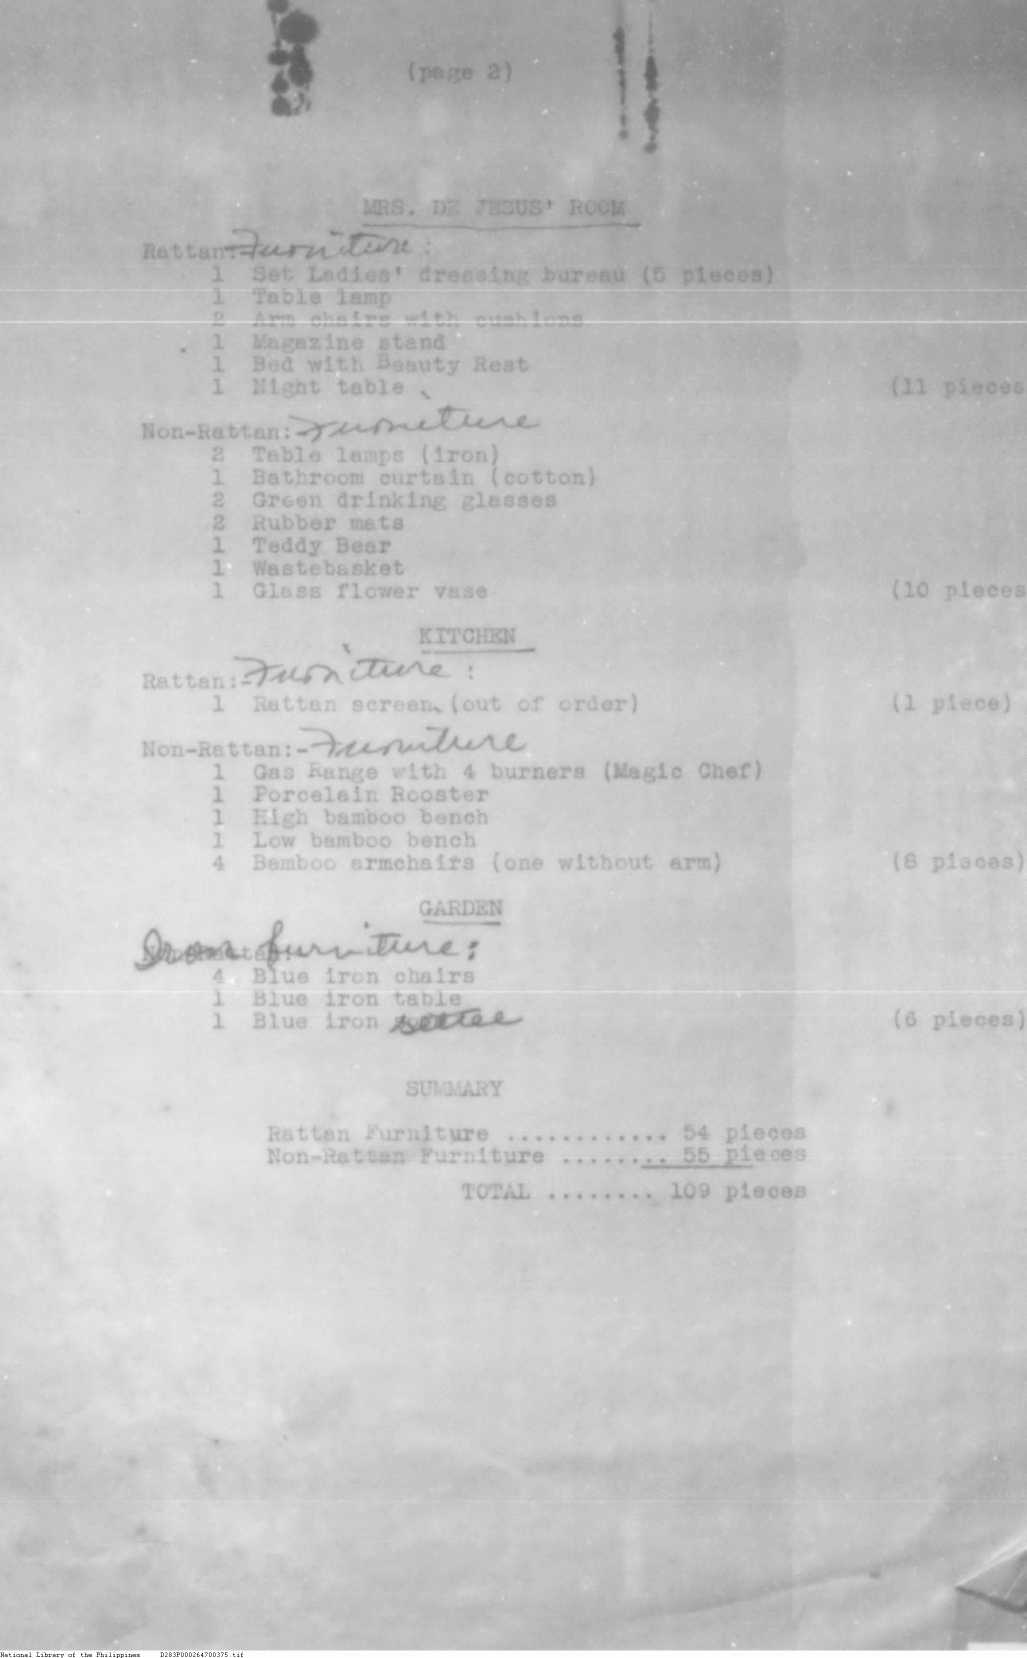 (page 2)
MRS. DE JESUS' ROOM
Rattan: Furniture :
1 Set Ladies' dressing bureau (5 pieces)
1 Table lamp
2 Arm chairs with cushions
1 Magazine stand
1 Bed with Beauty Rest
1 Night table (11 pieces
Non-Rattan:- Furniture
2 Table lamps (iron)
1 Bathroom curtain (cotton)
2 Green drinking glasses
2 Rubber mats
1 Teddy Bear
1 Wastebasket
1 Glass flower vase (10 pieces
KITCHEN
Rattan:- Furniture :
1 Rattan screen (out of order) (1 piece)
Non-Rattan:- Furniture
1 Gas Range with 4 burners (Magic Chef)
1 Porcelain Rooster
1 High bamboo bench
1 Low bamboo bench
4 Bamboo armchairs (one without arm) (8 pieces)
GARDEN
Iron furniture:
4 Blue iron chairs
1 Blue iron table
1 Blue iron settee (6 pieces)
SUMMARY
Rattan Furniture ............ 54 pieces
Non-Rattan Furniture ........ 55 pieces
TOTAL ........ 109 pieces
National Library of the Philippines D283P000264700375.tif